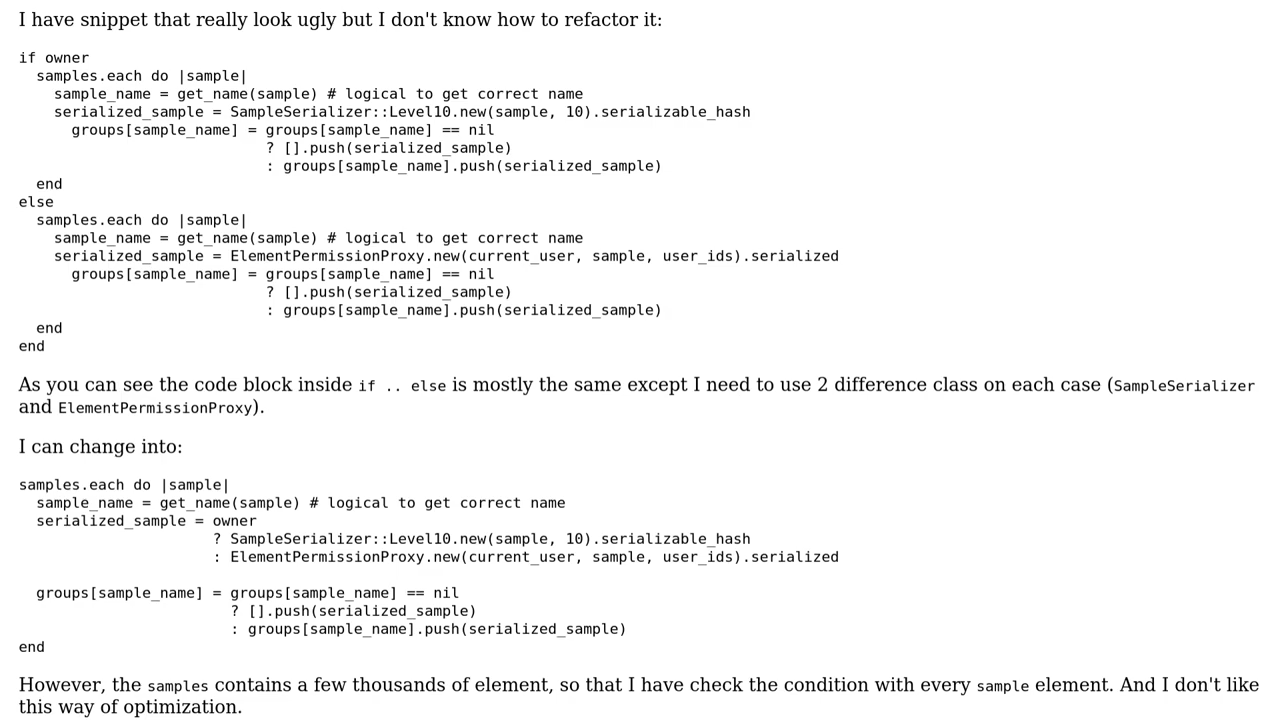 I have snippet that really look ugly but I don't know how to refactor it:
if owner
  samples.each do |sample|
    sample_name = get_name(sample) # logical to get correct name
    serialized_sample = SampleSerializer::Level10.new(sample, 10).serializable_hash
      groups[sample_name] = groups[sample_name] == nil
                            ? [].push(serialized_sample)
                            : groups[sample_name].push(serialized_sample)
  end
else
  samples.each do |sample|
    sample_name = get_name(sample) # logical to get correct name
    serialized_sample = ElementPermissionProxy.new(current_user, sample, user_ids).serialized
      groups[sample_name] = groups[sample_name] == nil
                            ? [].push(serialized_sample)
                            : groups[sample_name].push(serialized_sample)
  end
end
As you can see the code block inside if .. else is mostly the same except I need to use 2 difference class on each case (SampleSerializer
and ElementPermissionProxy).
I can change into:
samples.each do |sample|
  sample_name = get_name(sample) # logical to get correct name
  serialized_sample = owner
                      ? SampleSerializer::Level10.new(sample, 10).serializable_hash
                      : ElementPermissionProxy.new(current_user, sample, user_ids).serialized
  groups[sample_name] = groups[sample_name] == nil
                        ? [].push(serialized_sample)
                        : groups[sample_name].push(serialized_sample)
end
However, the samples contains a few thousands of element, so that I have check the condition with every sample element. And I don't like
this way of optimization.